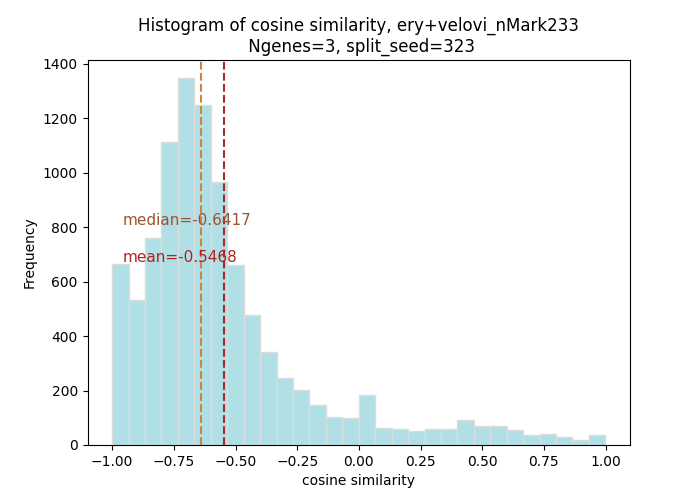 Histogram of cosine similarity, ery+velovi_nMark233
Ngenes=3, split_seed=323
1400
1200
1000
800
600
400
200
0
Frequency
median=-0.6417
mean=-0.5468
−1.00 −0.75 −0.50 −0.25 0.00 0.25 0.50 0.75 1.00
cosine similarity